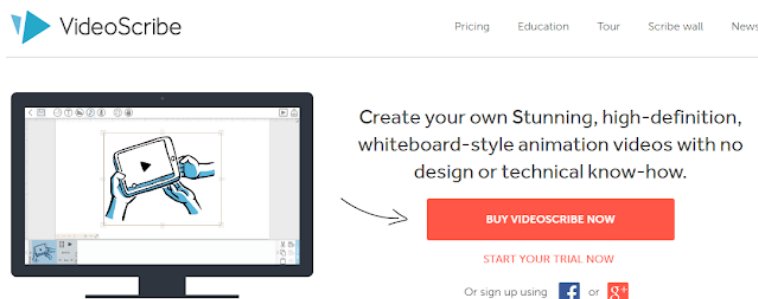 VideoScribe
Pricing Education Tour Scribe wall News
Create your own Stunning, high-definition,
whiteboard-style animation videos with no
design or technical know-how.
BUY VIDEOSCRIBE NOW
START YOUR TRIAL NOW
Or sign up using f or g+